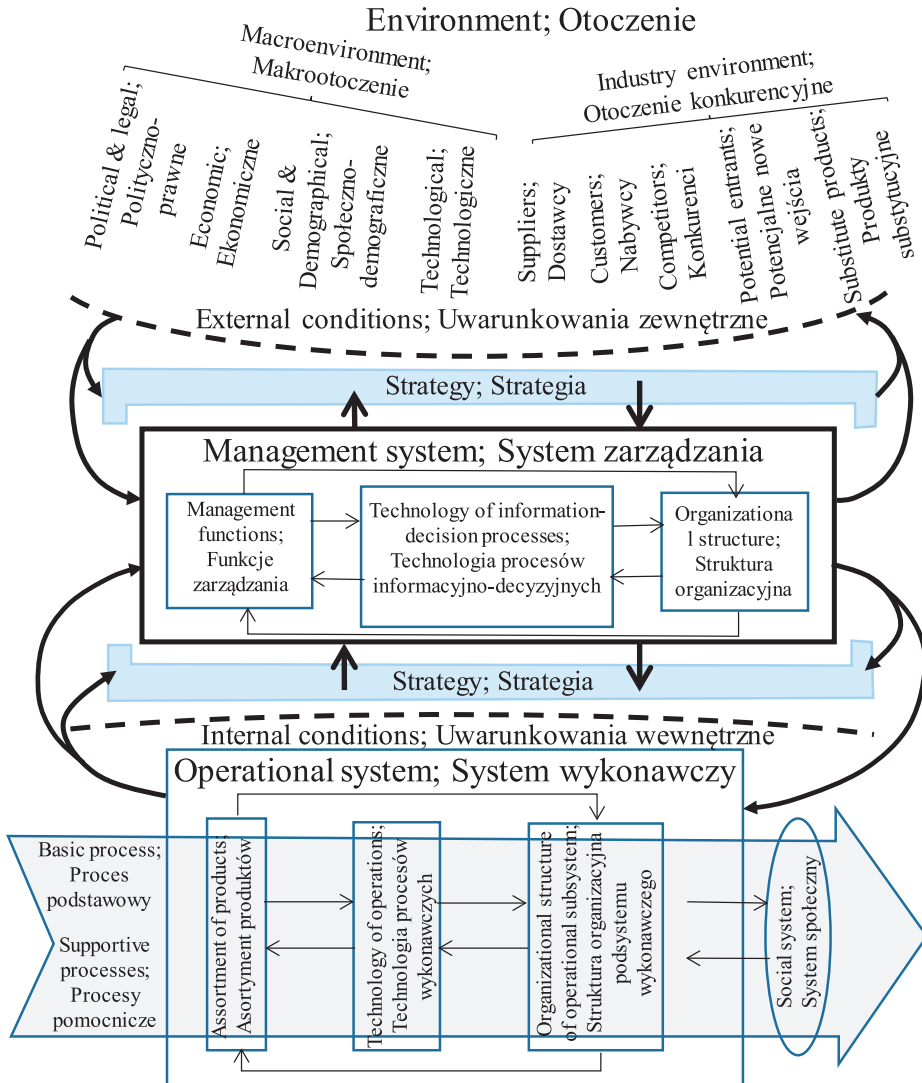 Environment; Otoczenie
Macroenvironment;
Makrootoczenie
Industry environment;
Otoczenie konkurencyjne
Political & legal;
Polityczno-
prawne
Economic;
Ekonomiczne
Social &
Demographical;
Społeczno-
demograficzne
Technological;
Technologiczne
Suppliers;
Dostawcy
Customers;
Nabywcy
Competitors;
Konkurenci
Potential entrants;
Potencjalne nowe
wejścia
Substitute products;
Produkty
substytucyjne
External conditions; Uwarunkowania zewnętrzne
Strategy; Strategia
Management system; System zarządzania
Management
functions;
Funkcje
zarządzania
Technology of information-
decision processes;
Technologia procesów
informacyjno-decyzyjnych
Organizationa
l structure;
Struktura
organizacyjna
Strategy; Strategia
Internal conditions; Uwarunkowania wewnętrzne
Operational system; System wykonawczy
Basic process;
Proces
podstawowy
Supportive
processes;
Procesy
pomocnicze
Assortment of products;
Asortyment produktów
Technology of operations;
Technologia procesów
wykonawczych
Organizational structure
of operational subsystem;
Struktura organizacyjna
podsystemu
wykonawczego
Social system;
System społeczny